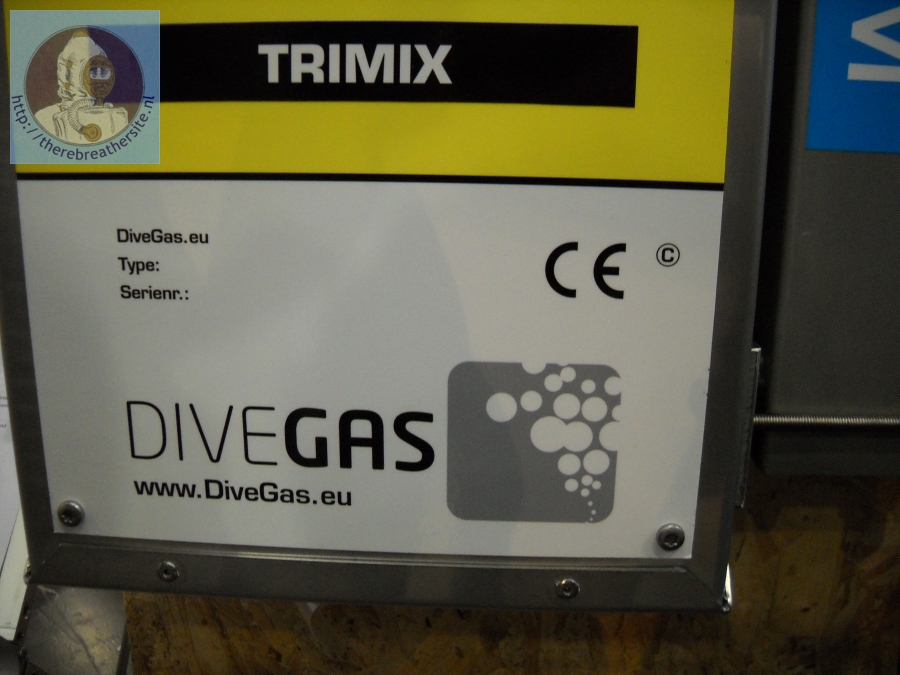 TRIMIX
http://therebreathersite.nl
DiveGas.eu
Type:
Serienr.:
CE ©
DIVEGAS
www.DiveGas.eu